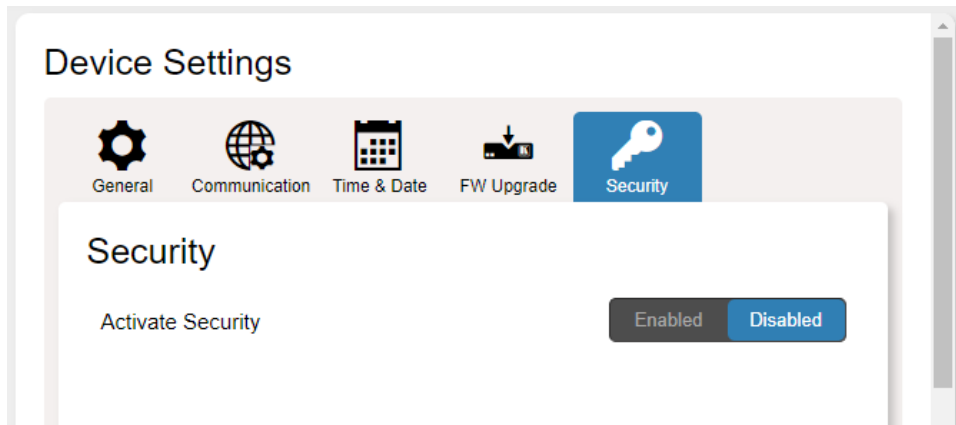 Device Settings
General Communication Time & Date FW Upgrade Security
Security
Activate Security Enabled Disabled